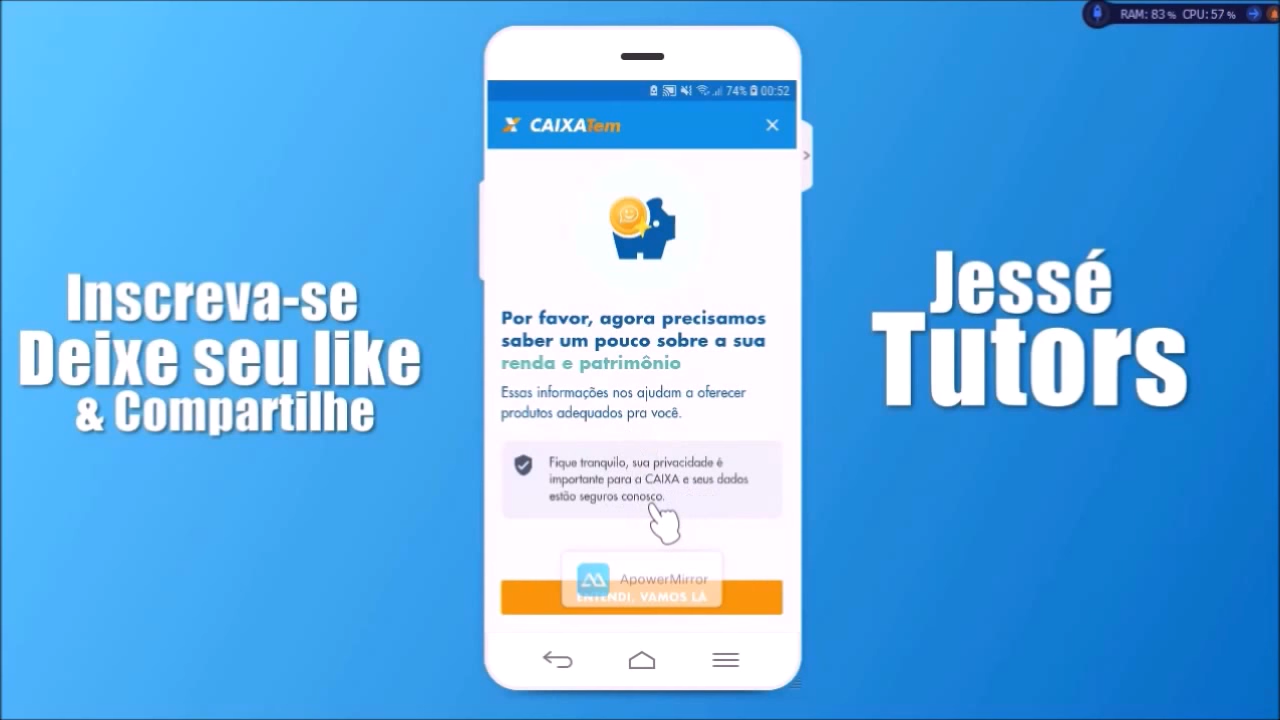 RAM: 83% CPU: 57%
74% 00:52
CAIXATem
Por favor, agora precisamos
saber um pouco sobre a sua
renda e patrimônio
Essas informações nos ajudam a oferecer
produtos adequados pra você.
Fique tranquilo, sua privacidade é
importante para a CAIXA e seus dados
estão seguros conosco.
ApowerMirror
ENTENDI, VAMOS LÁ
Inscreva-se
Deixe seu like
& Compartilhe
Jessé
Tutors